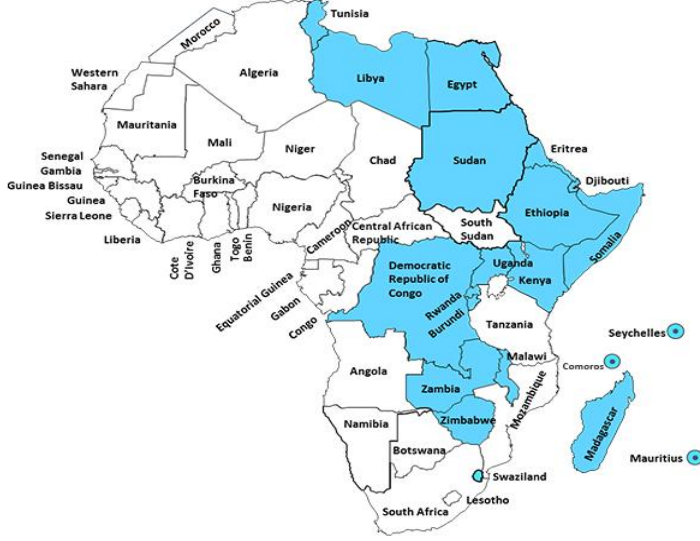 Tunisia
Morocco
Algeria
Libya
Egypt
Western
Sahara
Mauritania
Mali
Niger
Chad
Sudan
Eritrea
Djibouti
Senegal
Gambia
Guinea Bissau
Guinea
Sierra Leone
Liberia
Burkina
Faso
Cote
D'Ivoire
Ghana
Togo
Benin
Nigeria
Cameroon
Central African
Republic
South
Sudan
Ethiopia
Somalia
Equatorial Guinea
Gabon
Congo
Democratic
Republic of
Congo
Uganda
Kenya
Rwanda
Burundi
Tanzania
Seychelles
Comoros
Malawi
Angola
Zambia
Mozambique
Zimbabwe
Madagascar
Mauritius
Namibia
Botswana
Swaziland
Lesotho
South Africa